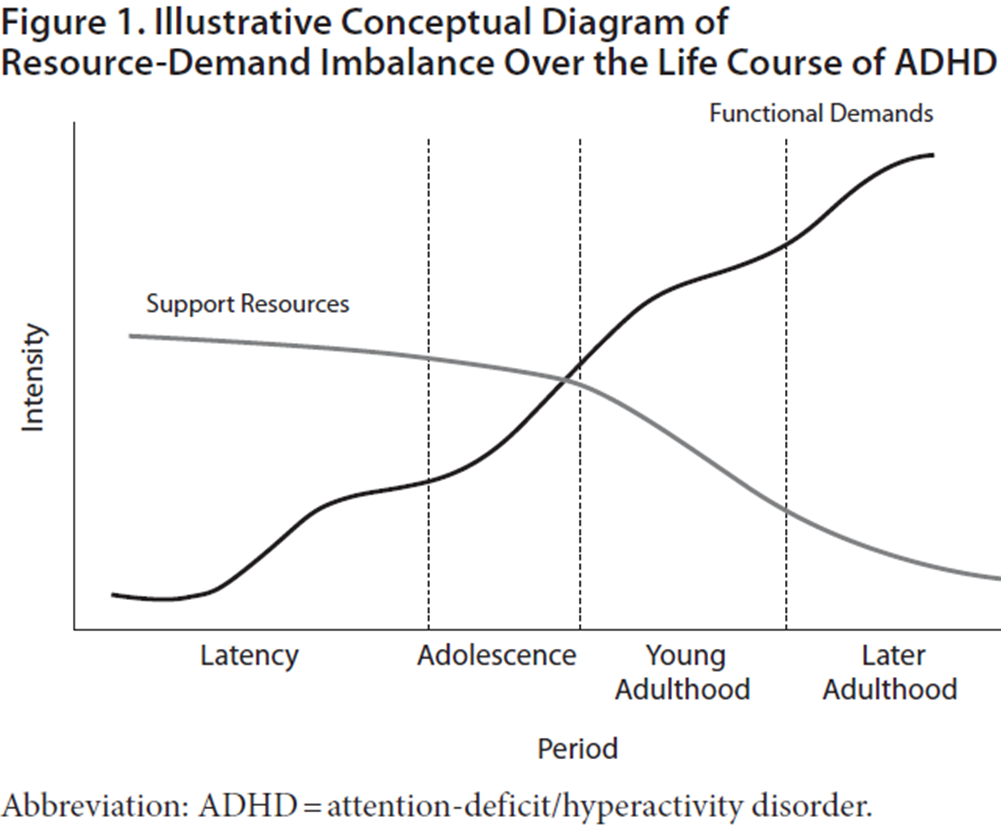 Figure 1. Illustrative Conceptual Diagram of
Resource-Demand Imbalance Over the Life Course of ADHD
Functional Demands
Support Resources
Intensity
Latency
Adolescence
Young
Adulthood
Later
Adulthood
Period
Abbreviation: ADHD = attention-deficit/hyperactivity disorder.